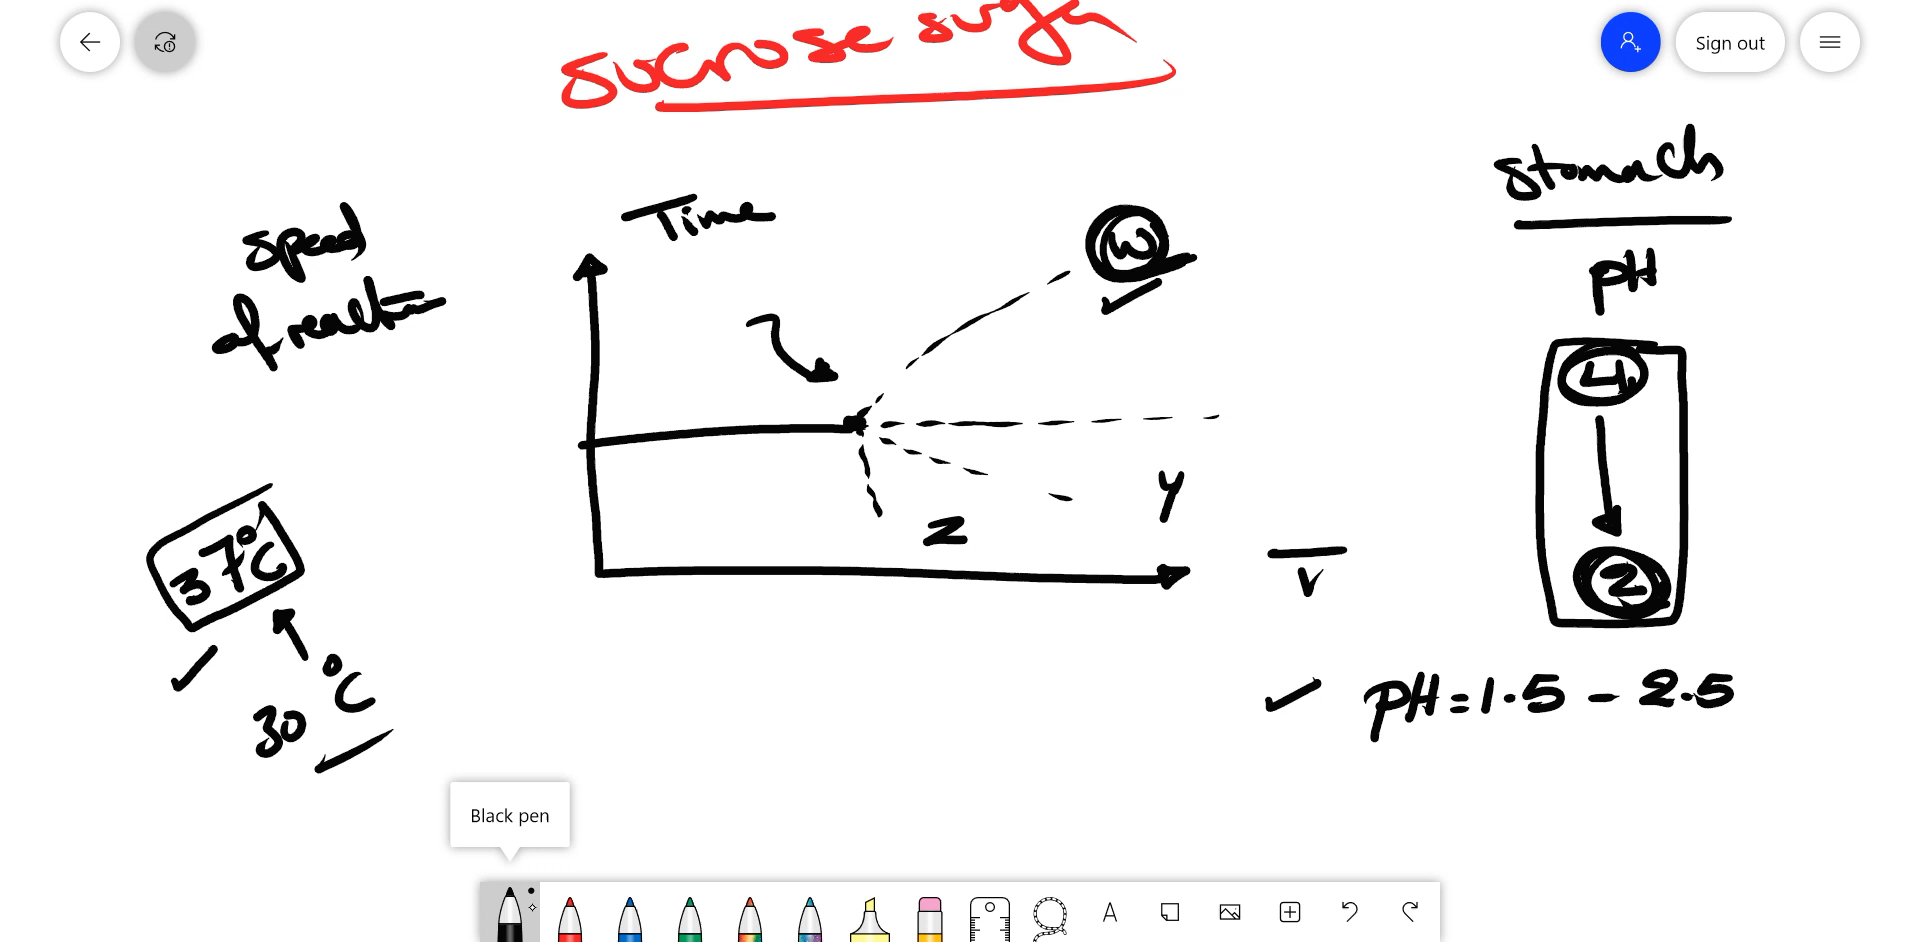 Sign out
sucrose sugar
stomach
Time
W
speed
of reaction
pH
4
y
z
37°C
2
v
30 °C
pH = 1.5 - 2.5
Black pen
A